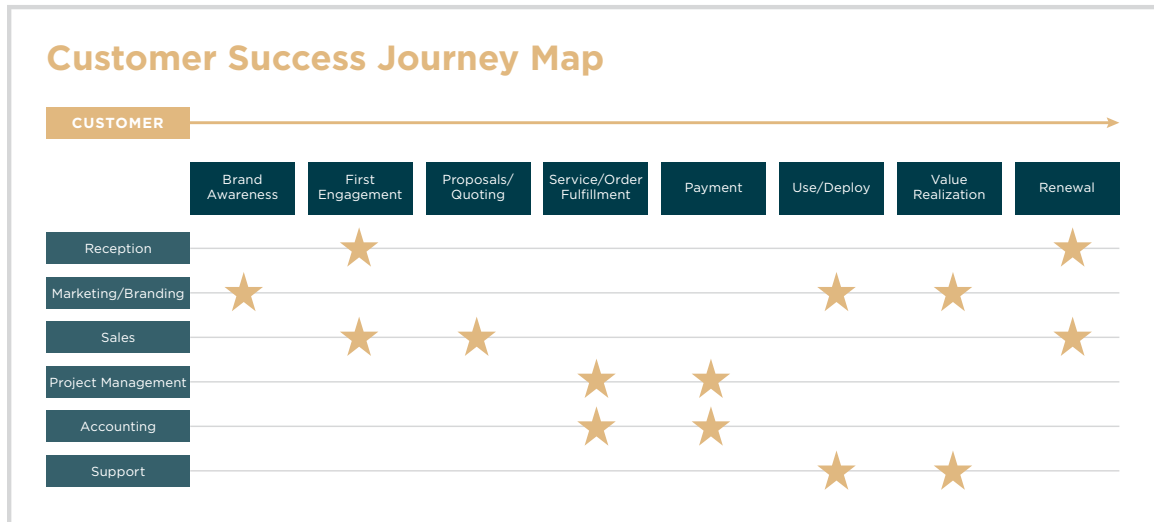 Customer Success Journey Map
CUSTOMER
Brand
Awareness
First
Engagement
Proposals/
Quoting
Service/Order
Fulfillment
Payment
Use/Deploy
Value
Realization
Renewal
Reception
Marketing/Branding
Sales
Project Management
Accounting
Support